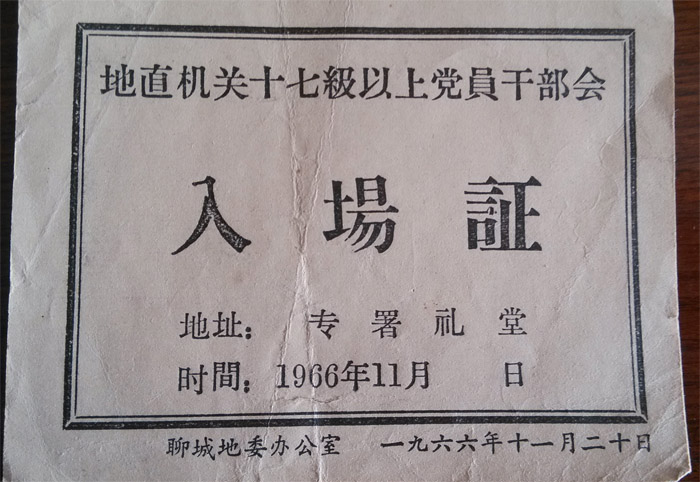 地直机关十七級以上党員干部会
入場証
地址：专署礼堂
时間：1966年11月　　日
聊城地委办公室　一九六六年十一月二十日